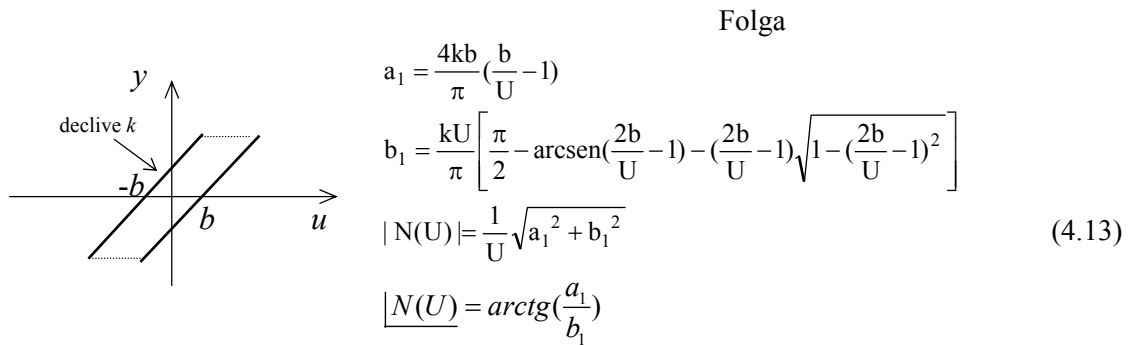 Folga
a₁ = 4kb/π (b/U − 1)
y
declive k
b₁ = kU/π [π/2 − arcsen(2b/U − 1) − (2b/U − 1)√(1 − (2b/U − 1)²)]
-b
b
u
| N(U) |= 1/U √(a₁² + b₁²)
(4.13)
|N(U) = arctg(a₁/b₁)